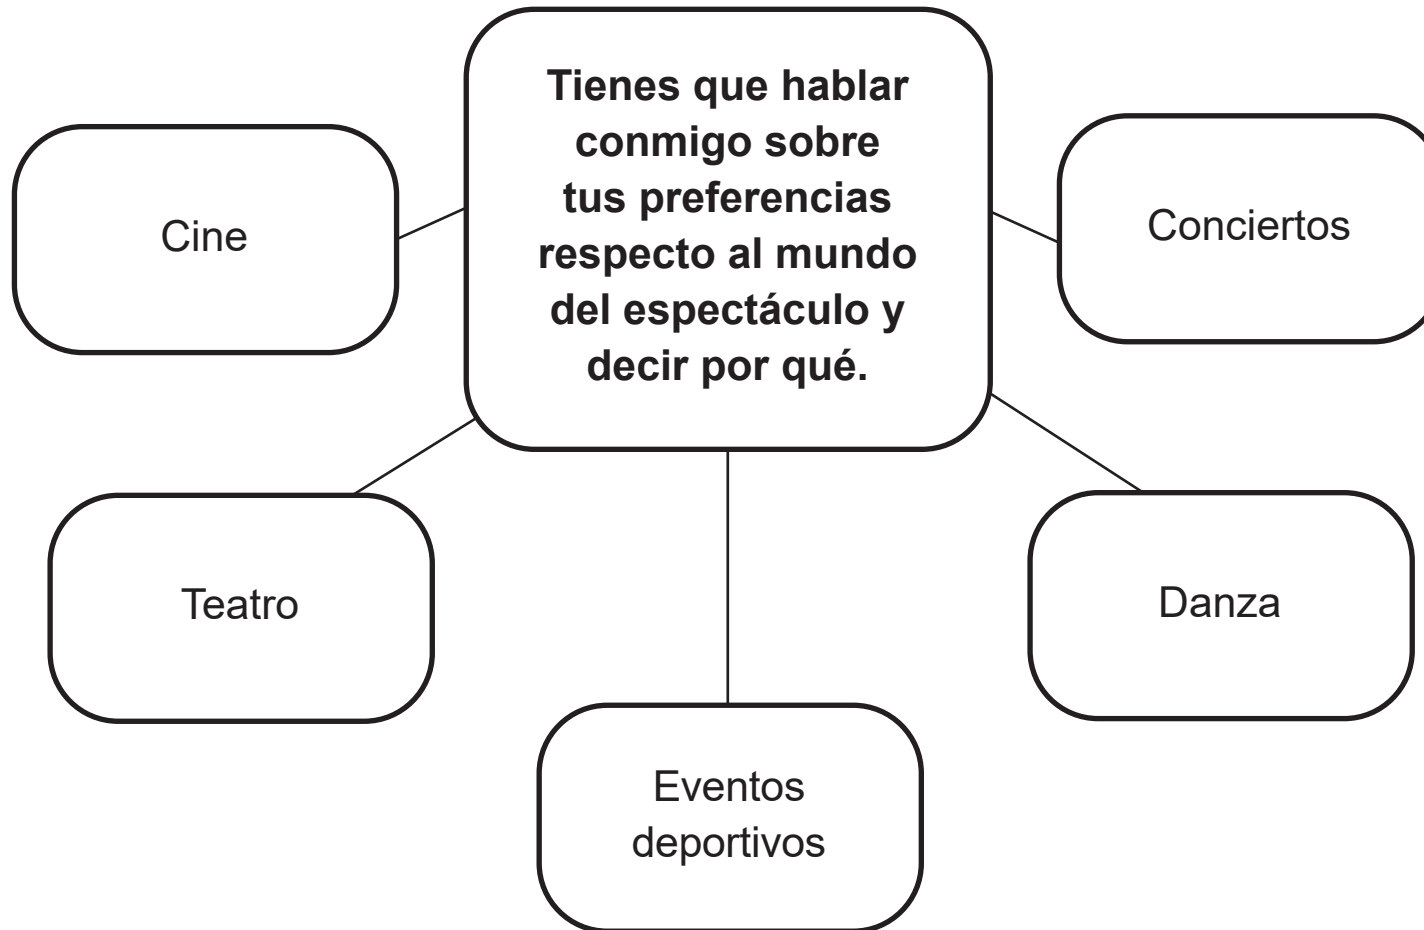 Tienes que hablar
conmigo sobre
tus preferencias
respecto al mundo
del espectáculo y
decir por qué.
Cine
Conciertos
Teatro
Danza
Eventos
deportivos